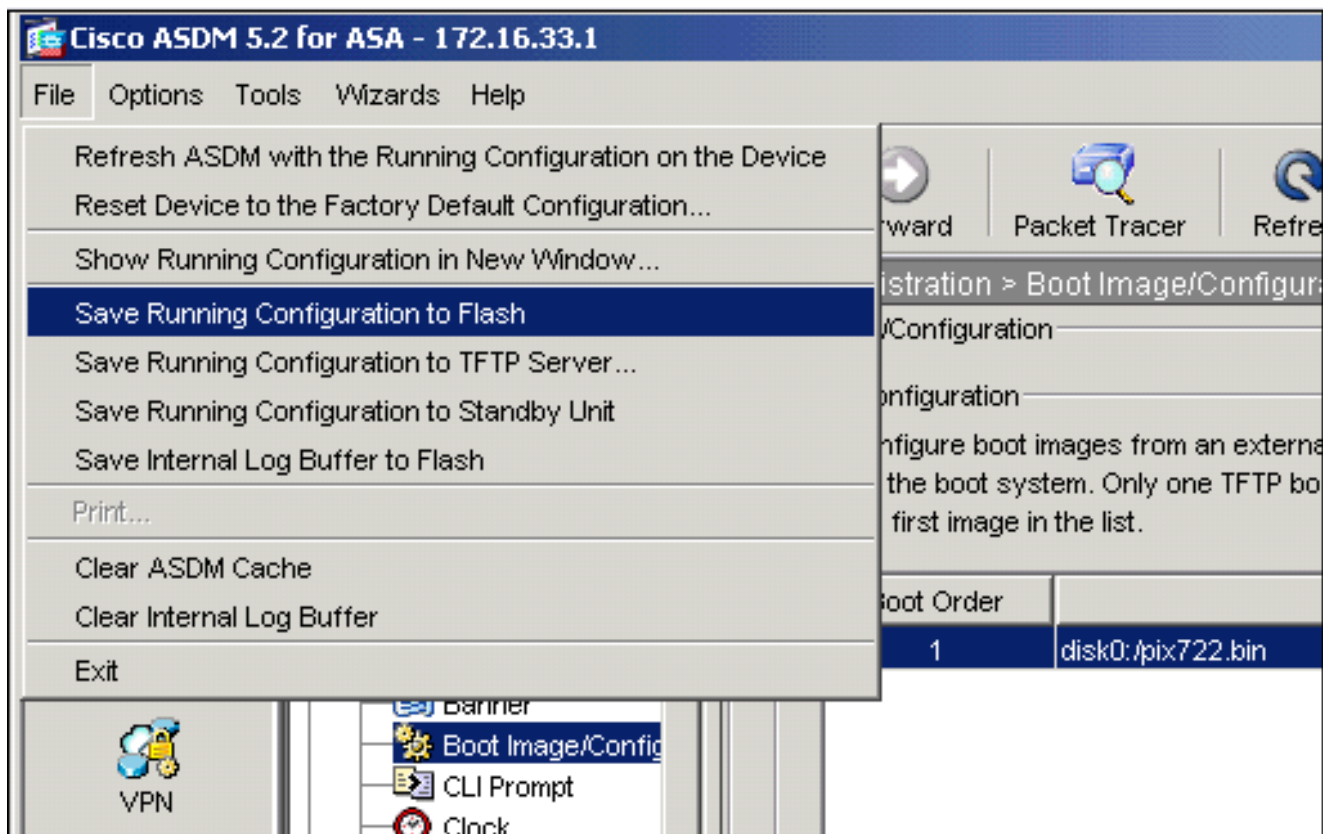 Cisco ASDM 5.2 for ASA - 172.16.33.1
File Options Tools Wizards Help
Refresh ASDM with the Running Configuration on the Device
Reset Device to the Factory Default Configuration...
Show Running Configuration in New Window...
Save Running Configuration to Flash
Save Running Configuration to TFTP Server...
Save Running Configuration to Standby Unit
Save Internal Log Buffer to Flash
Print...
Clear ASDM Cache
Clear Internal Log Buffer
Exit
ward Packet Tracer Refre
istration > Boot Image/Configur
/Configuration
onfiguration
nfigure boot images from an externa
the boot system. Only one TFTP bo
first image in the list.
Boot Order
1 disk0:/pix722.bin
Banner
Boot Image/Config
CLI Prompt
Clock
VPN